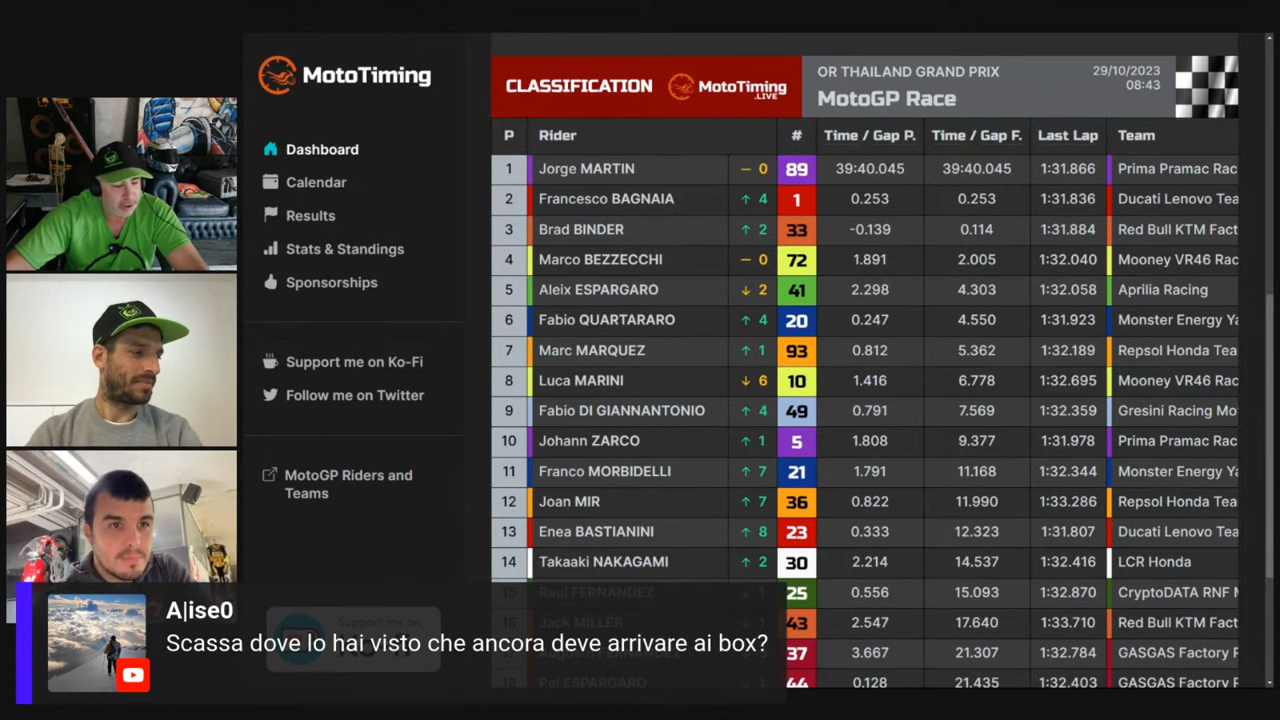 MotoTiming
Dashboard
Calendar
Results
Stats & Standings
Sponsorships
Support me on Ko-Fi
Follow me on Twitter
MotoGP Riders and
Teams
CLASSIFICATION MotoTiming
.LIVE
OR THAILAND GRAND PRIX 29/10/2023
08:43
MotoGP Race
P Rider # Time / Gap P. Time / Gap F. Last Lap Team
1 Jorge MARTIN – 0 89 39:40.045 39:40.045 1:31.866 Prima Pramac Rac
2 Francesco BAGNAIA ↑ 4 1 0.253 0.253 1:31.836 Ducati Lenovo Tea
3 Brad BINDER ↑ 2 33 -0.139 0.114 1:31.884 Red Bull KTM Fact
4 Marco BEZZECCHI – 0 72 1.891 2.005 1:32.040 Mooney VR46 Rac
5 Aleix ESPARGARO ↓ 2 41 2.298 4.303 1:32.058 Aprilia Racing
6 Fabio QUARTARARO ↑ 4 20 0.247 4.550 1:31.923 Monster Energy Ya
7 Marc MARQUEZ ↑ 1 93 0.812 5.362 1:32.189 Repsol Honda Tea
8 Luca MARINI ↓ 6 10 1.416 6.778 1:32.695 Mooney VR46 Rac
9 Fabio DI GIANNANTONIO ↑ 4 49 0.791 7.569 1:32.359 Gresini Racing Mo
10 Johann ZARCO ↑ 1 5 1.808 9.377 1:31.978 Prima Pramac Rac
11 Franco MORBIDELLI ↑ 7 21 1.791 11.168 1:32.344 Monster Energy Ya
12 Joan MIR ↑ 7 36 0.822 11.990 1:33.286 Repsol Honda Tea
13 Enea BASTIANINI ↑ 8 23 0.333 12.323 1:31.807 Ducati Lenovo Tea
14 Takaaki NAKAGAMI ↑ 2 30 2.214 14.537 1:32.416 LCR Honda
15 Raul FERNANDEZ ↓ 1 25 0.556 15.093 1:32.870 CryptoDATA RNF M
Jack MILLER 43 2.547 17.640 1:33.710 Red Bull KTM Fact
37 3.667 21.307 1:32.784 GASGAS Factory F
18 Pol ESPARGARO 44 0.128 21.435 1:32.403 GASGAS Factory F
Support me on
A|ise0
Scassa dove lo hai visto che ancora deve arrivare ai box?